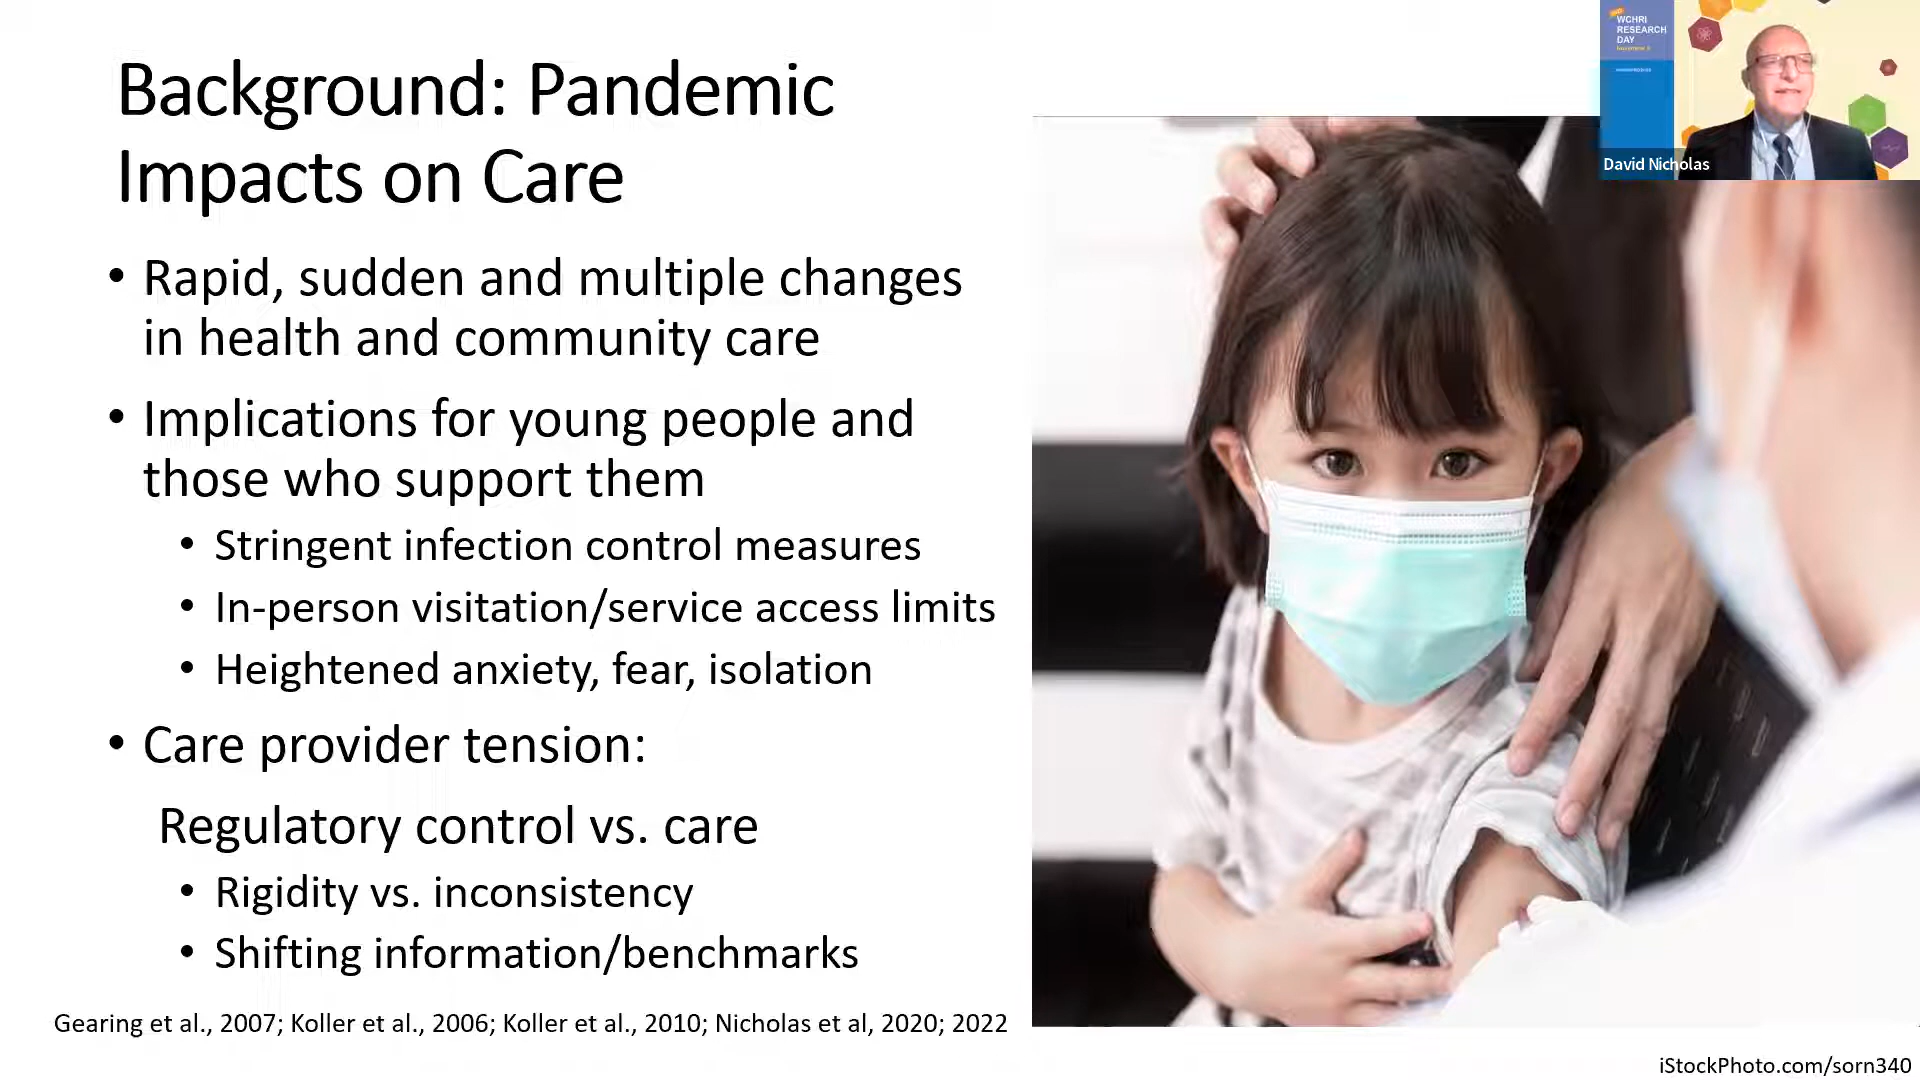 Background: Pandemic
Impacts on Care
• Rapid, sudden and multiple changes
in health and community care
• Implications for young people and
those who support them
• Stringent infection control measures
• In-person visitation/service access limits
• Heightened anxiety, fear, isolation
• Care provider tension:
Regulatory control vs. care
• Rigidity vs. inconsistency
• Shifting information/benchmarks
Gearing et al., 2007; Koller et al., 2006; Koller et al., 2010; Nicholas et al, 2020; 2022
WCHRI
RESEARCH
DAY
David Nicholas
iStockPhoto.com/sorn340